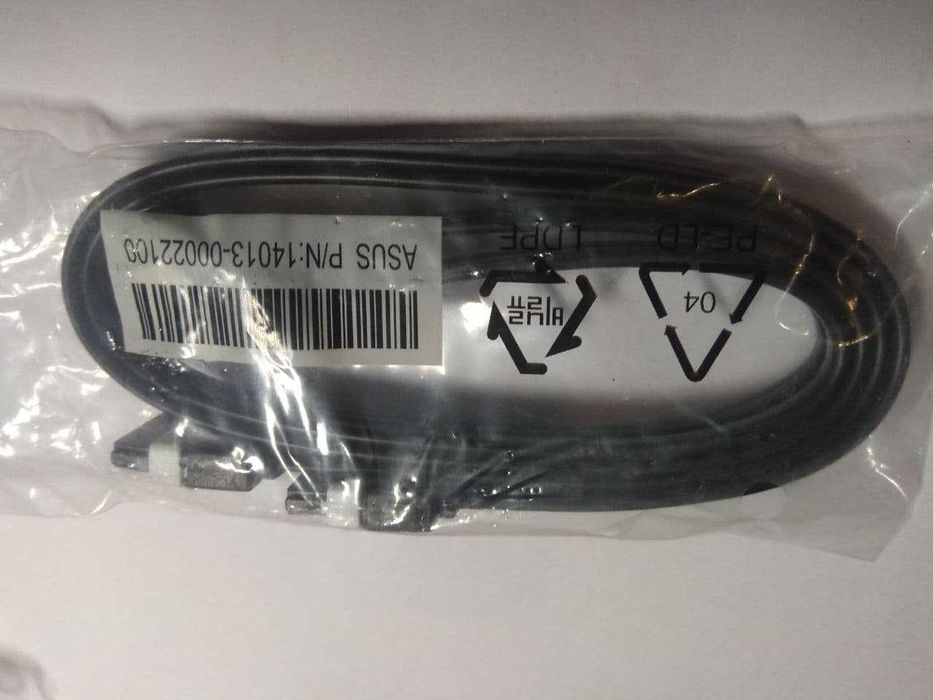 PE-LD
04
LDPE
비닐류
ASUS P/N:14013-00022100